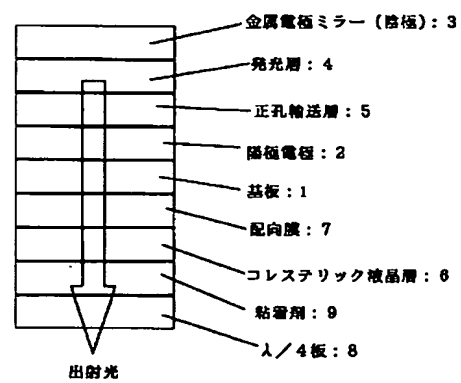 金属電極ミラー（陰極）：3
発光層：4
正孔輸送層：5
陽極電極：2
基板：1
配向膜：7
コレステリック液晶層：6
粘着剤：9
λ／4板：8
出射光